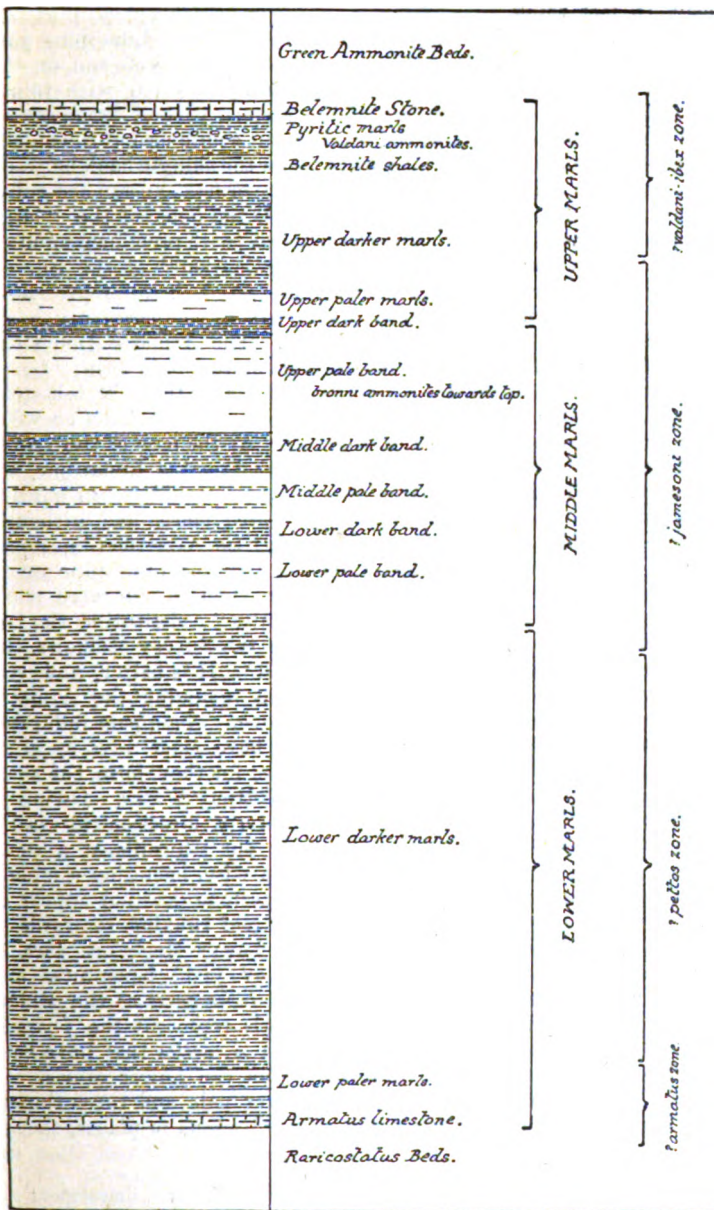 Green Ammonite Beds.
Belemnite Stone.
Pyritic marls
Valdani ammonites.
Belemnite shales.
Upper darker marls.
Upper paler marls.
Upper dark band.
Upper pale band.
bronni ammonites towards top.
Middle dark band.
Middle pale band.
Lower dark band.
Lower pale band.
Lower darker marls.
Lower paler marls.
Armatus limestone.
Raricostatus Beds.
UPPER MARLS.
MIDDLE MARLS.
LOWER MARLS.
?valdani-ibex zone.
?jamesoni zone.
?pettos zone.
?armatus zone.